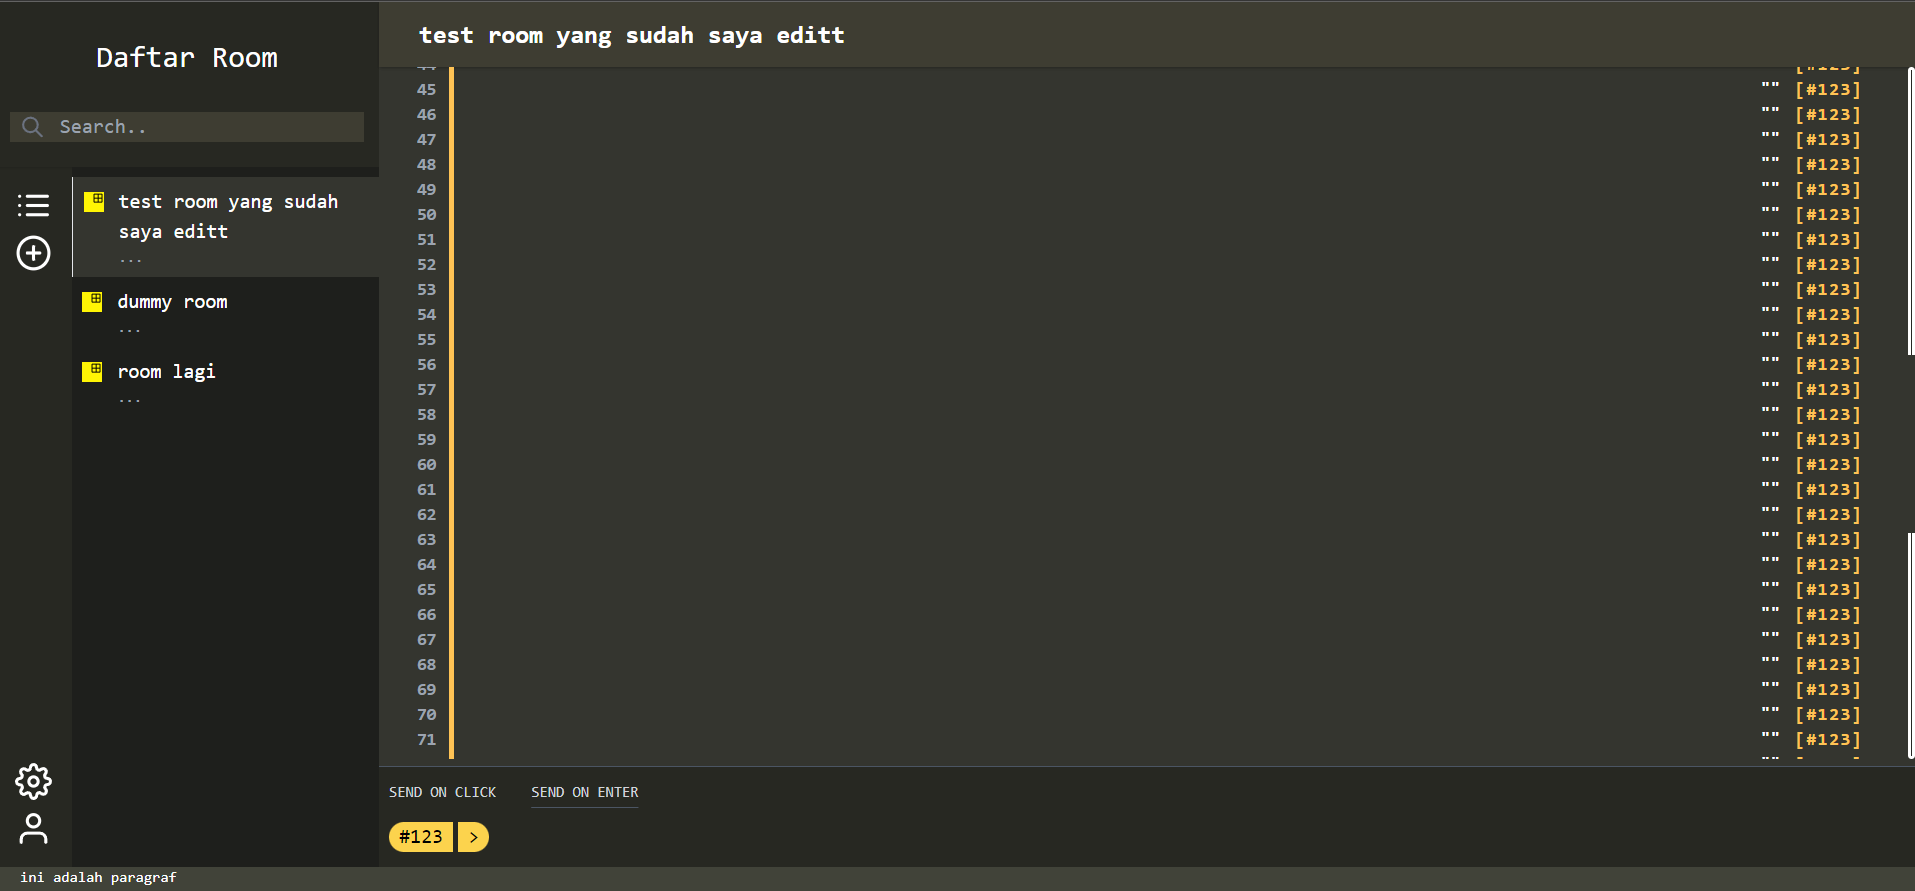 Daftar Room
Search..
test room yang sudah
saya editt
...
dummy room
...
room lagi
...
test room yang sudah saya editt
[#123]
45 "" [#123]
46 "" [#123]
47 "" [#123]
48 "" [#123]
49 "" [#123]
50 "" [#123]
51 "" [#123]
52 "" [#123]
53 "" [#123]
54 "" [#123]
55 "" [#123]
56 "" [#123]
57 "" [#123]
58 "" [#123]
59 "" [#123]
60 "" [#123]
61 "" [#123]
62 "" [#123]
63 "" [#123]
64 "" [#123]
65 "" [#123]
66 "" [#123]
67 "" [#123]
68 "" [#123]
69 "" [#123]
70 "" [#123]
71 "" [#123]
SEND ON CLICK SEND ON ENTER
#123 >
ini adalah paragraf